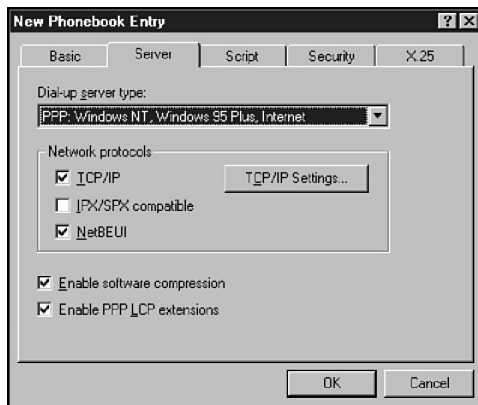 New Phonebook Entry
Basic Server Script Security X.25
Dial-up server type:
PPP: Windows NT, Windows 95 Plus, Internet
Network protocols
TCP/IP TCP/IP Settings...
IPX/SPX compatible
NetBEUI
Enable software compression
Enable PPP LCP extensions
OK Cancel